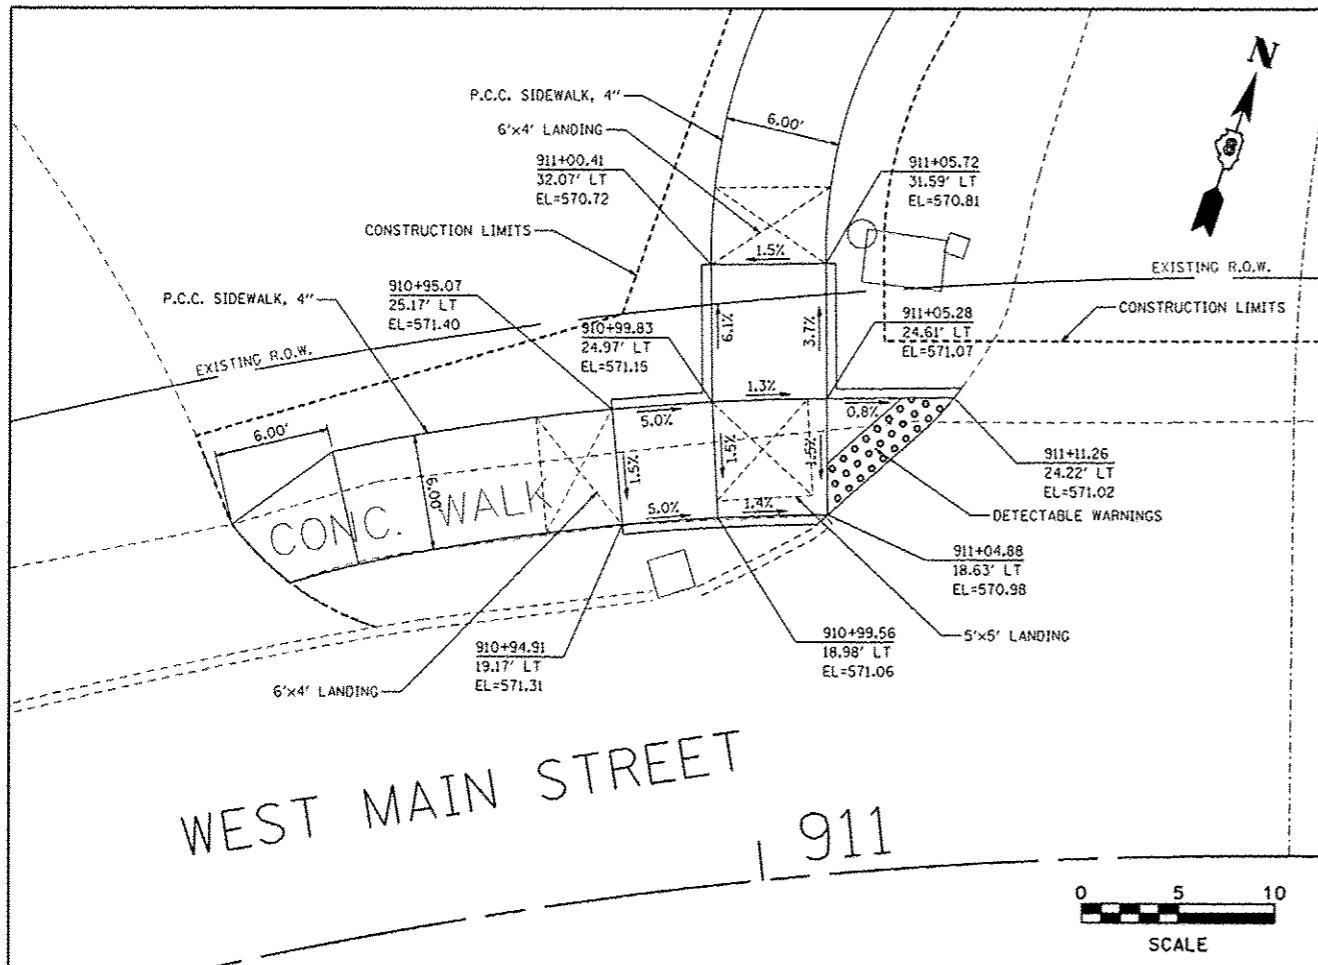 N
P.C.C. SIDEWALK, 4"
6'x4' LANDING
6.00'
911+00.41
32.07' LT
EL=570.72
911+05.72
31.59' LT
EL=570.81
CONSTRUCTION LIMITS
1.5%
EXISTING R.O.W.
910+95.07
25.17' LT
EL=571.40
P.C.C. SIDEWALK, 4"
CONSTRUCTION LIMITS
910+99.83
24.97' LT
EL=571.15
6.1%
3.7%
911+05.28
24.61' LT
EL=571.07
EXISTING R.O.W.
1.3%
5.0%
0.8%
6.00'
1.5%
1.5%
1.5%
6.00'
911+11.26
24.22' LT
EL=571.02
CONC. WALK
5.0%
1.4%
DETECTABLE WARNINGS
911+04.88
18.63' LT
EL=570.98
910+94.91
19.17' LT
EL=571.31
910+99.56
18.98' LT
EL=571.06
5'x5' LANDING
6'x4' LANDING
WEST MAIN STREET
911
0 5 10
SCALE